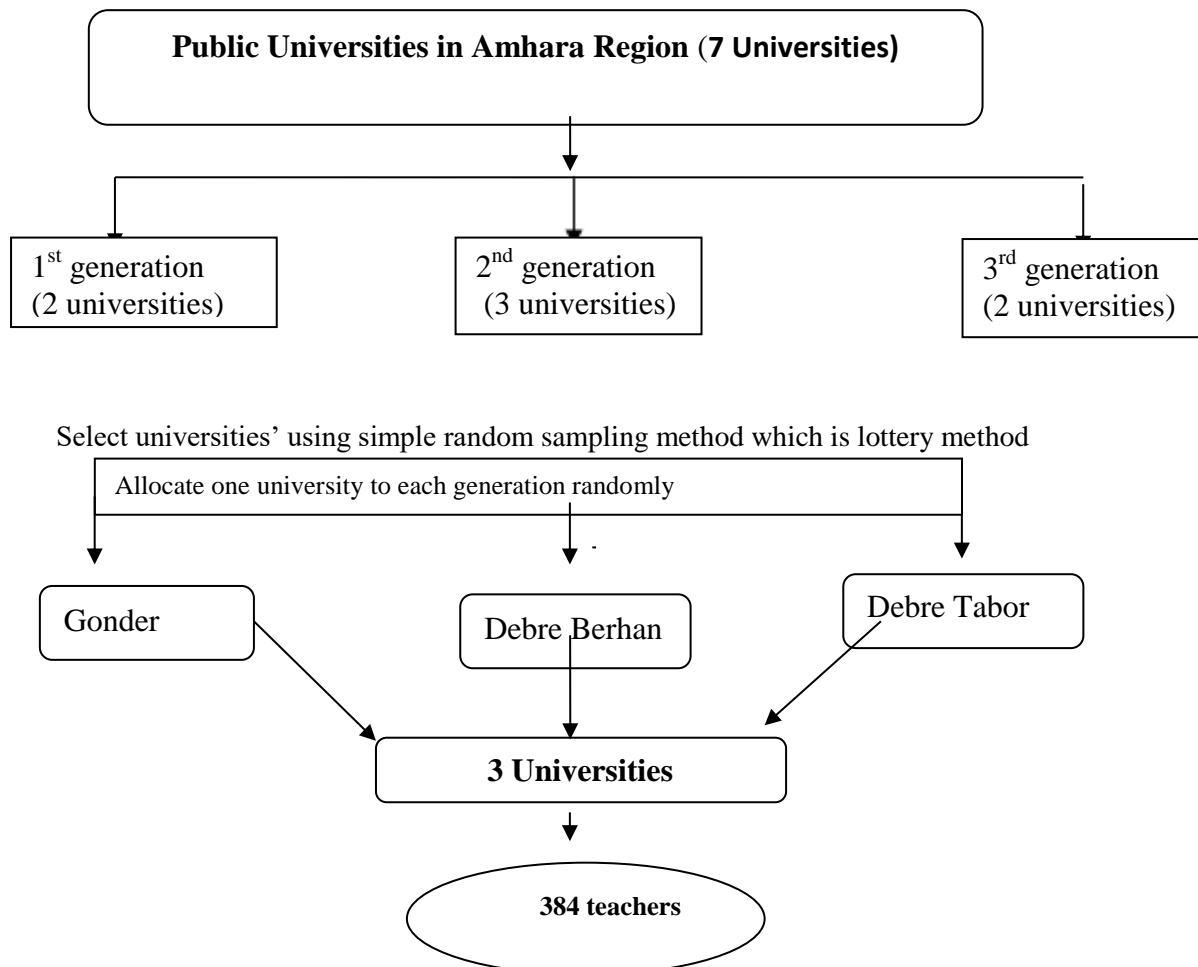 Public Universities in Amhara Region (7 Universities)
1st generation
(2 universities)
2nd generation
(3 universities)
3rd generation
(2 universities)
Select universities’ using simple random sampling method which is lottery method
Allocate one university to each generation randomly
Gonder
Debre Berhan
Debre Tabor
3 Universities
384 teachers